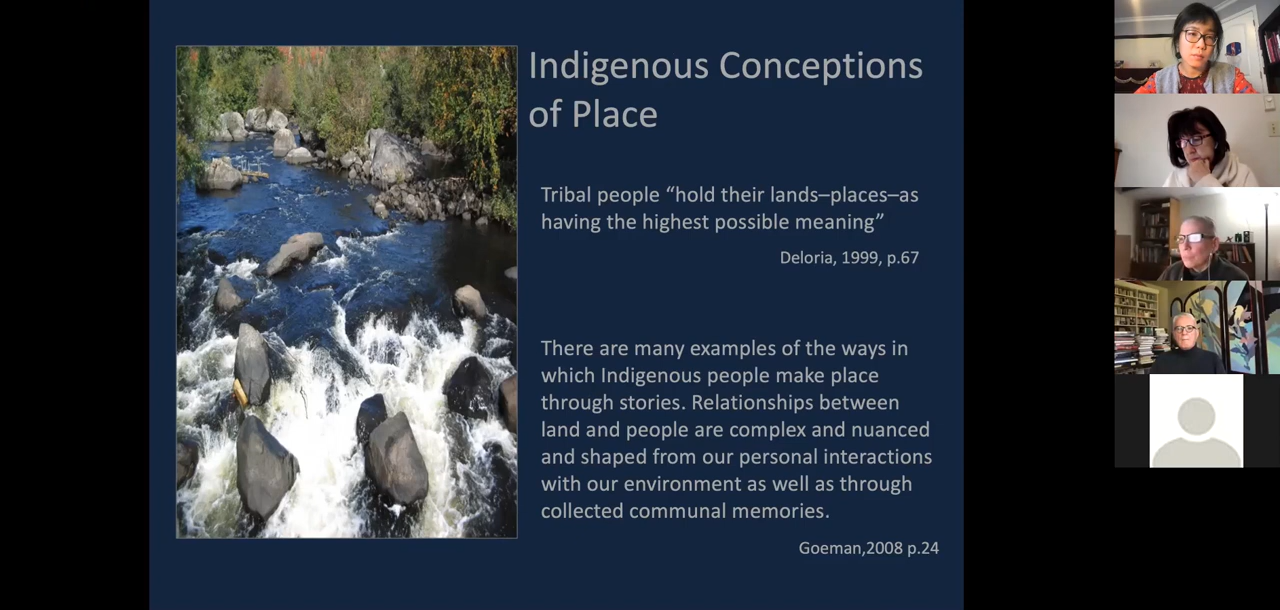 Indigenous Conceptions
of Place
Tribal people “hold their lands–places–as
having the highest possible meaning”
Deloria, 1999, p.67
There are many examples of the ways in
which Indigenous people make place
through stories. Relationships between
land and people are complex and nuanced
and shaped from our personal interactions
with our environment as well as through
collected communal memories.
Goeman,2008 p.24